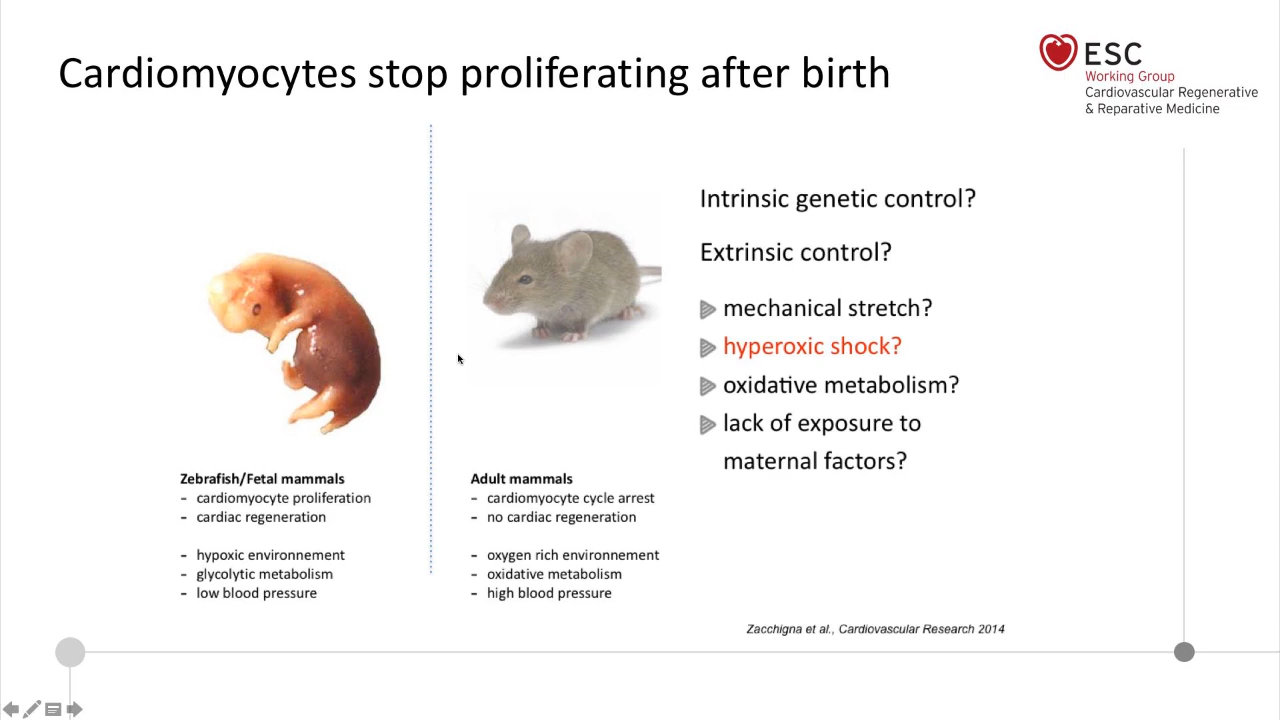 Cardiomyocytes stop proliferating after birth
ESC
Working Group
Cardiovascular Regenerative
& Reparative Medicine
Zebrafish/Fetal mammals
- cardiomyocyte proliferation
- cardiac regeneration
- hypoxic environnement
- glycolytic metabolism
- low blood pressure
Adult mammals
- cardiomyocyte cycle arrest
- no cardiac regeneration
- oxygen rich environnement
- oxidative metabolism
- high blood pressure
Intrinsic genetic control?
Extrinsic control?
mechanical stretch?
hyperoxic shock?
oxidative metabolism?
lack of exposure to
maternal factors?
Zacchigna et al., Cardiovascular Research 2014